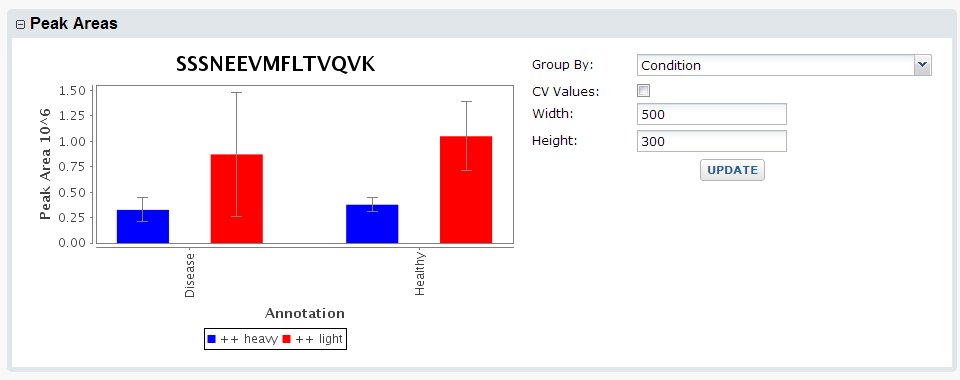 Peak Areas
SSSNEEVMFLTVQVK
Peak Area 10^6
1.50
1.25
1.00
0.75
0.50
0.25
0.00
Disease
Healthy
Annotation
++ heavy ++ light
Group By: Condition
CV Values:
Width: 500
Height: 300
UPDATE